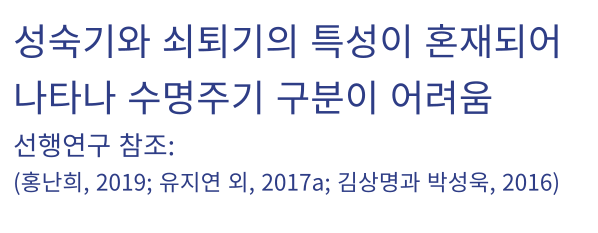 성숙기와 쇠퇴기의 특성이 혼재되어
나타나 수명주기 구분이 어려움
선행연구 참조:
(홍난희, 2019; 유지연 외, 2017a; 김상명과 박성욱, 2016)